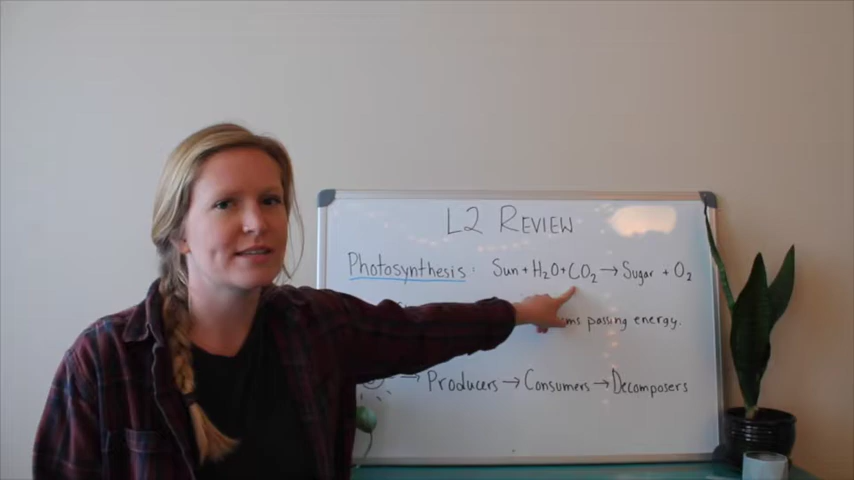 L2 REVIEW
Photosynthesis: Sun + H₂O + CO₂ → Sugar + O₂
passing energy.
→ Producers → Consumers → Decomposers